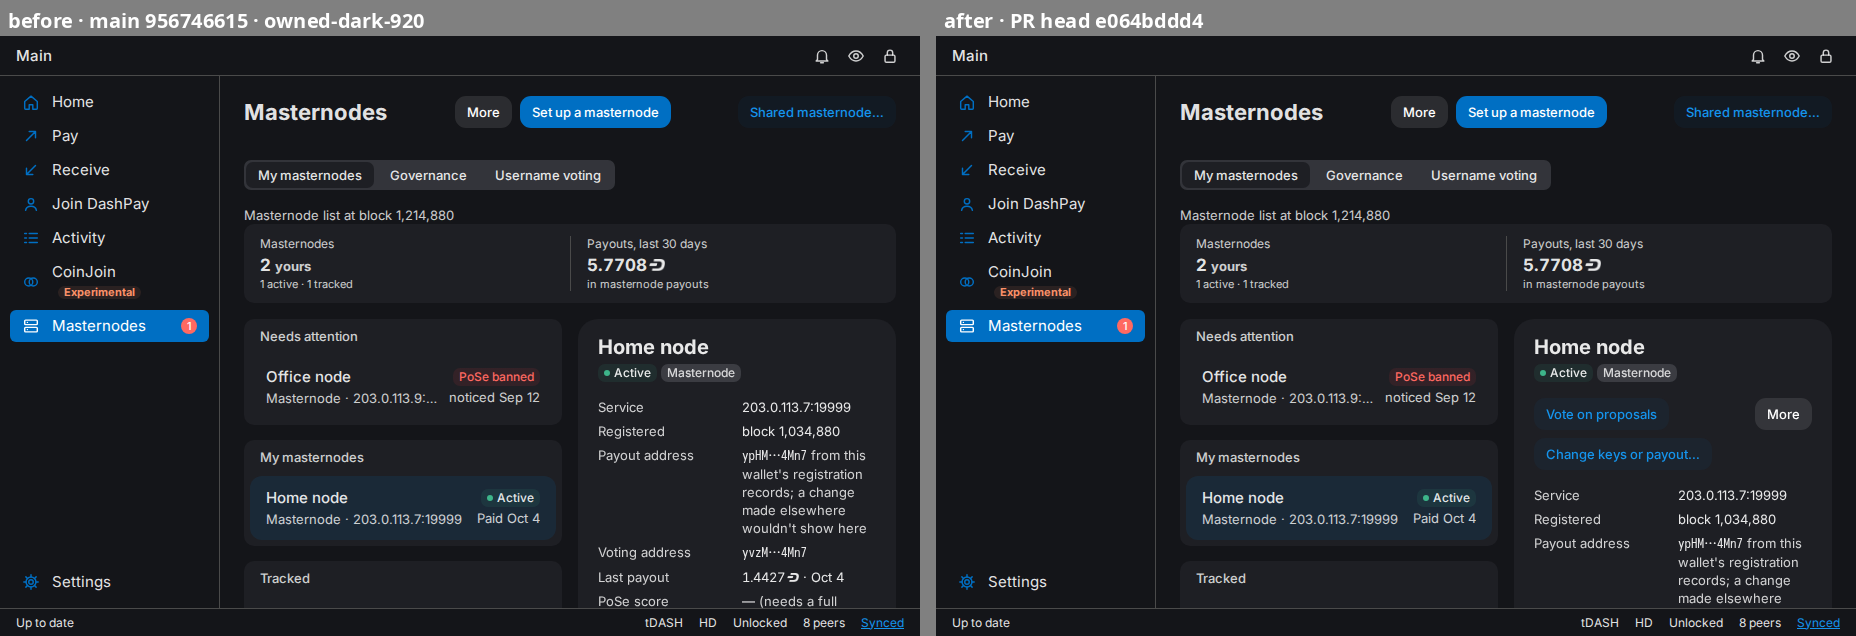 before · main 956746615 · owned-dark-920
Main
Home
Pay
Receive
Join DashPay
Activity
CoinJoin
Experimental
Masternodes 1
Settings
Masternodes
More
Set up a masternode
Shared masternode...
My masternodes
Governance
Username voting
Masternode list at block 1,214,880
Masternodes
2 yours
1 active · 1 tracked
Payouts, last 30 days
5.7708
in masternode payouts
Needs attention
Office node
PoSe banned
Masternode · 203.0.113.9:...
noticed Sep 12
My masternodes
Home node
Active
Masternode · 203.0.113.7:19999
Paid Oct 4
Tracked
Home node
Active
Masternode
Service
203.0.113.7:19999
Registered
block 1,034,880
Payout address
ypHM···4Mn7 from this
wallet's registration
records; a change
made elsewhere
wouldn't show here
Voting address
yvzM···4Mn7
Last payout
1.4427 · Oct 4
PoSe score
— (needs a full
Up to date
tDASH
HD
Unlocked
8 peers
Synced
after · PR head e064bddd4
Main
Home
Pay
Receive
Join DashPay
Activity
CoinJoin
Experimental
Masternodes 1
Settings
Masternodes
More
Set up a masternode
Shared masternode...
My masternodes
Governance
Username voting
Masternode list at block 1,214,880
Masternodes
2 yours
1 active · 1 tracked
Payouts, last 30 days
5.7708
in masternode payouts
Needs attention
Office node
PoSe banned
Masternode · 203.0.113.9:...
noticed Sep 12
My masternodes
Home node
Active
Masternode · 203.0.113.7:19999
Paid Oct 4
Tracked
Home node
Active
Masternode
Vote on proposals
More
Change keys or payout...
Service
203.0.113.7:19999
Registered
block 1,034,880
Payout address
ypHM···4Mn7 from this
wallet's registration
records; a change
made elsewhere
Up to date
tDASH
HD
Unlocked
8 peers
Synced